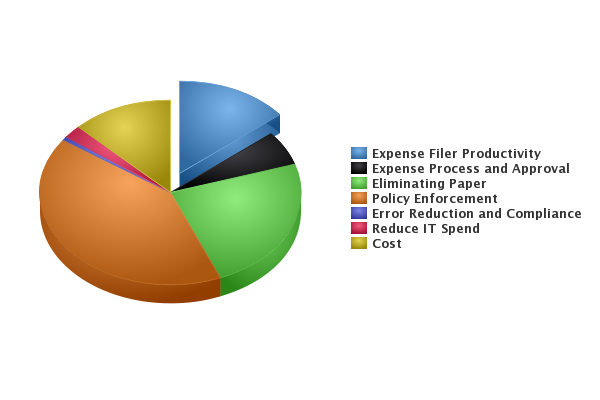 Expense Filer Productivity
Expense Process and Approval
Eliminating Paper
Policy Enforcement
Error Reduction and Compliance
Reduce IT Spend
Cost